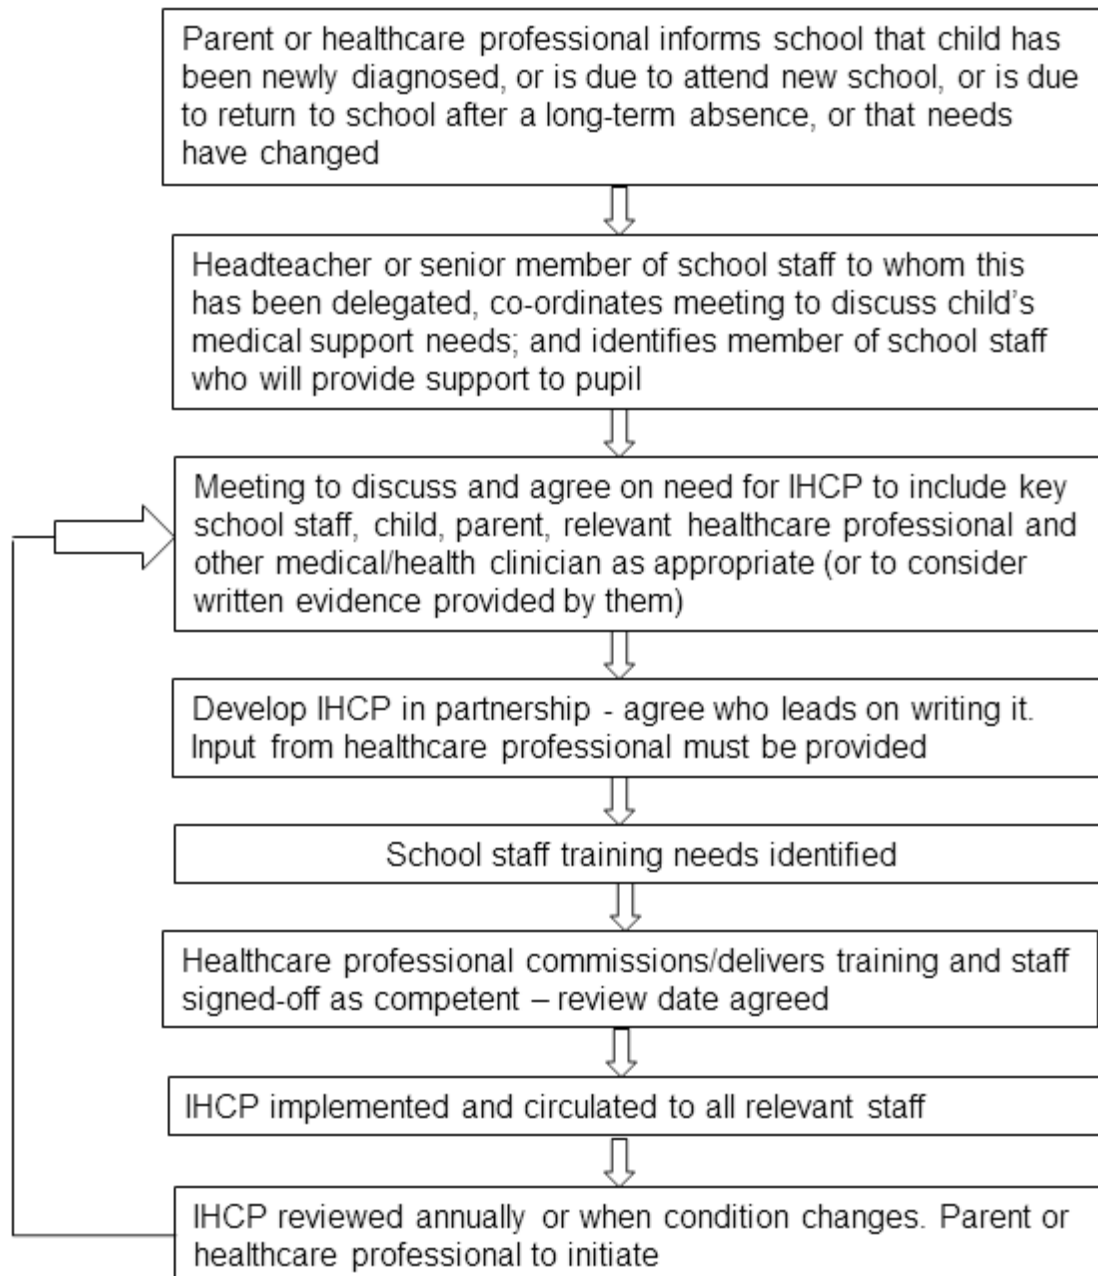 Parent or healthcare professional informs school that child has
been newly diagnosed, or is due to attend new school, or is due
to return to school after a long-term absence, or that needs
have changed
Headteacher or senior member of school staff to whom this
has been delegated, co-ordinates meeting to discuss child's
medical support needs; and identifies member of school staff
who will provide support to pupil
Meeting to discuss and agree on need for IHCP to include key
school staff, child, parent, relevant healthcare professional and
other medical/health clinician as appropriate (or to consider
written evidence provided by them)
Develop IHCP in partnership - agree who leads on writing it.
Input from healthcare professional must be provided
School staff training needs identified
Healthcare professional commissions/delivers training and staff
signed-off as competent – review date agreed
IHCP implemented and circulated to all relevant staff
IHCP reviewed annually or when condition changes. Parent or
healthcare professional to initiate